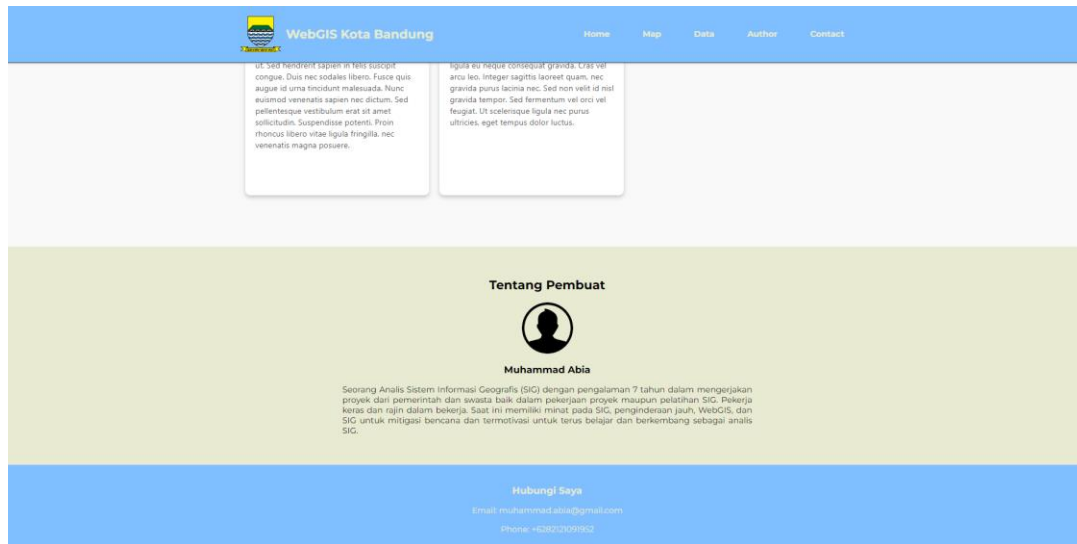 WebGIS Kota Bandung
Home Map Data Author Contact
ut. Sed hendrerit sapien in felis suscipit
congue. Duis nec sodales libero. Fusce quis
augue id urna tincidunt malesuada. Nunc
euismod venenatis sapien nec dictum. Sed
pellentesque vestibulum erat sit amet
sollicitudin. Suspendisse potenti. Proin
rhoncus libero vitae ligula fringilla, nec
venenatis magna posuere.
ligula eu neque consequat gravida. Cras vel
arcu leo. Integer sagittis laoreet quam, nec
gravida purus lacinia nec. Sed non velit id nisl
gravida tempor. Sed fermentum vel orci vel
feugiat. Ut scelerisque ligula nec purus
ultricies, eget tempus dolor luctus.
Tentang Pembuat
Muhammad Abia
Seorang Analis Sistem Informasi Geografis (SIG) dengan pengalaman 7 tahun dalam mengerjakan
proyek dari pemerintah dan swasta baik dalam pekerjaan proyek maupun pelatihan SIG. Pekerja
keras dan rajin dalam bekerja. Saat ini memiliki minat pada SIG, penginderaan jauh, WebGIS, dan
SIG untuk mitigasi bencana dan termotivasi untuk terus belajar dan berkembang sebagai analis
SIG.
Hubungi Saya
Email: muhammad.abia@gmail.com
Phone: +6282121091952